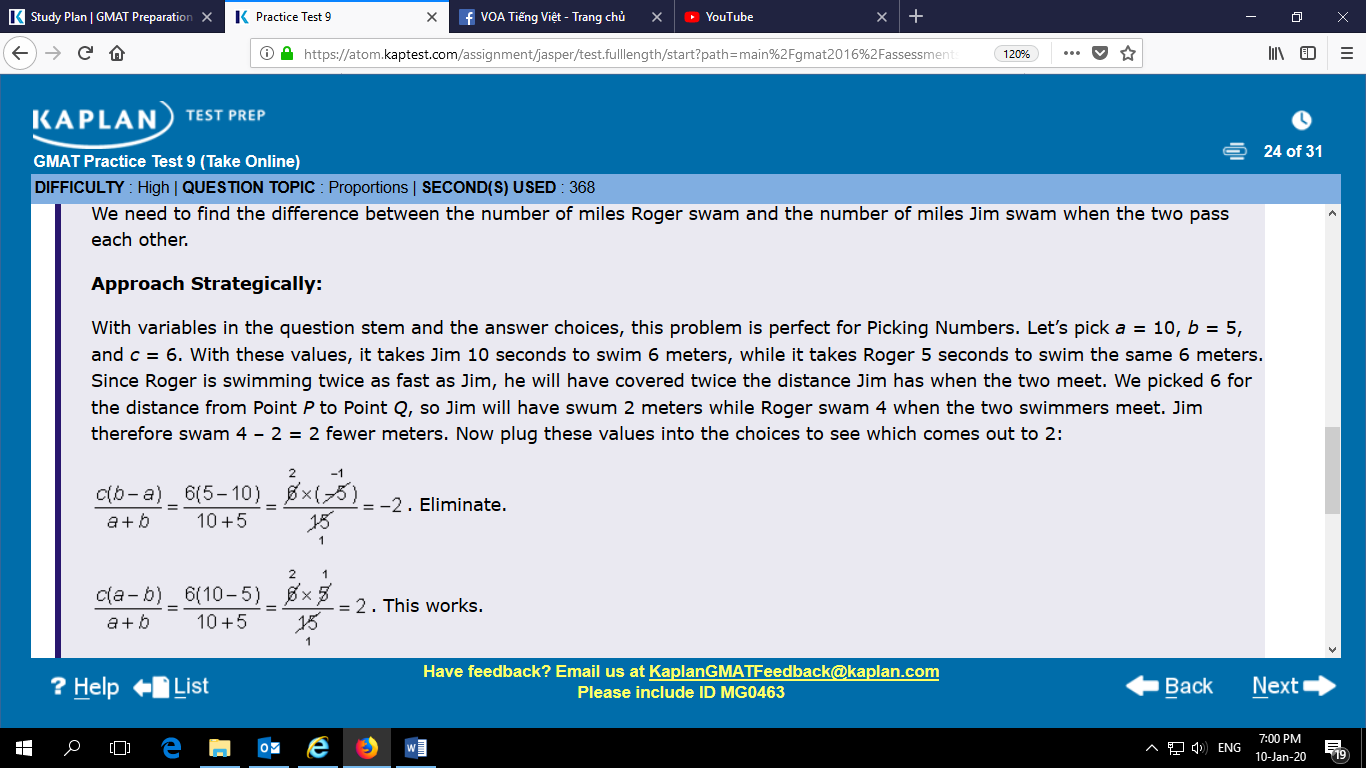 Study Plan | GMAT Preparation
Practice Test 9
VOA Tiếng Việt - Trang chủ
YouTube
https://atom.kaptest.com/assignment/jasper/test.fulllength/start?path=main%2Fgmat2016%2Fassessment
120%
KAPLAN TEST PREP
GMAT Practice Test 9 (Take Online)
24 of 31
DIFFICULTY : High | QUESTION TOPIC : Proportions | SECOND(S) USED : 368
We need to find the difference between the number of miles Roger swam and the number of miles Jim swam when the two pass
each other.
Approach Strategically:
With variables in the question stem and the answer choices, this problem is perfect for Picking Numbers. Let’s pick a = 10, b = 5,
and c = 6. With these values, it takes Jim 10 seconds to swim 6 meters, while it takes Roger 5 seconds to swim the same 6 meters.
Since Roger is swimming twice as fast as Jim, he will have covered twice the distance Jim has when the two meet. We picked 6 for
the distance from Point P to Point Q, so Jim will have swum 2 meters while Roger swam 4 when the two swimmers meet. Jim
therefore swam 4 – 2 = 2 fewer meters. Now plug these values into the choices to see which comes out to 2:
2 −1
c(b − a) 6(5 − 10) 6 × (−5)
= = = −2 . Eliminate.
a + b 10 + 5 15
1
2 1
c(a − b) 6(10 − 5) 6 × 5
= = = 2 . This works.
a + b 10 + 5 15
1
Have feedback? Email us at KaplanGMATFeedback@kaplan.com
Please include ID MG0463
? Help
List
Back
Next
ENG
7:00 PM
10-Jan-20
19